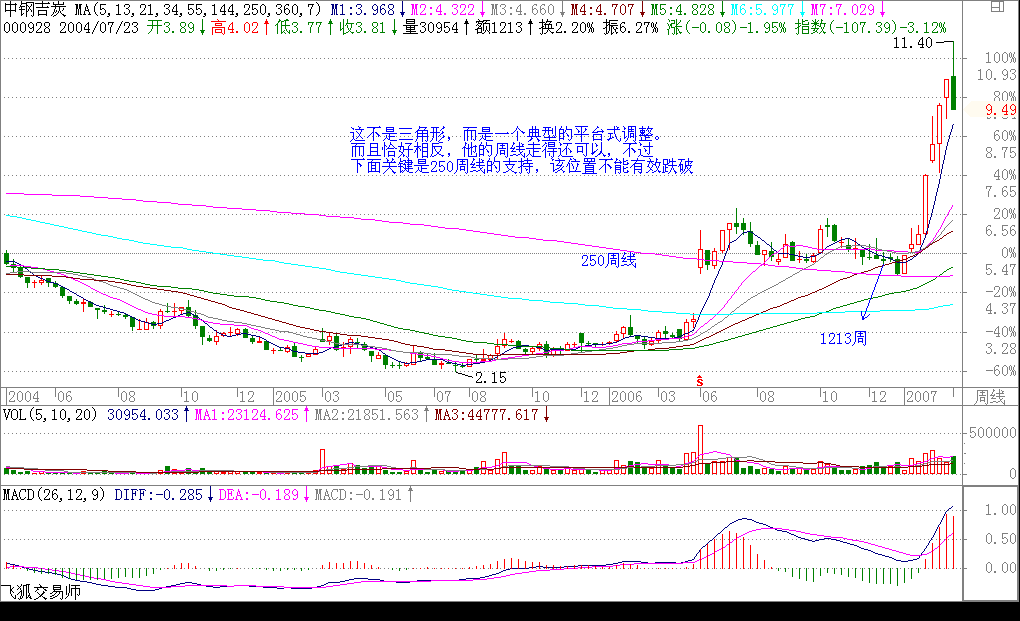 中钢吉炭 MA(5,13,21,34,55,144,250,360,7) M1:3.968↓M2:4.322↓M3:4.660↓M4:4.707↓M5:4.828↓M6:5.977↓M7:7.029↓
000928 2004/07/23 开3.89↓高4.02↑低3.77↑收3.81↓量30954↑额1213↑换2.20% 振6.27% 涨(-0.08)-1.95% 指数(-107.39)-3.12%
11.40
100%
10.93
80%
9.49
60%
8.75
40%
7.65
20%
6.56
0%
5.47
-20%
4.37
-40%
3.28
-60%
这不是三角形，而是一个典型的平台式调整。
而且恰好相反，他的周线走得还可以，不过
下面关键是250周线的支持，该位置不能有效跌破
250周线
1213周
2.15
ŝ
2004 06 08 10 12 2005 03 05 07 08 10 12 2006 03 06 08 10 12 2007 周线
VOL(5,10,20) 30954.033↑MA1:23124.625↑MA2:21851.563↑MA3:44777.617↓
500000
0
MACD(26,12,9) DIFF:-0.285↓DEA:-0.189↓MACD:-0.191↑
1.00
0.50
0.00
飞狐交易师